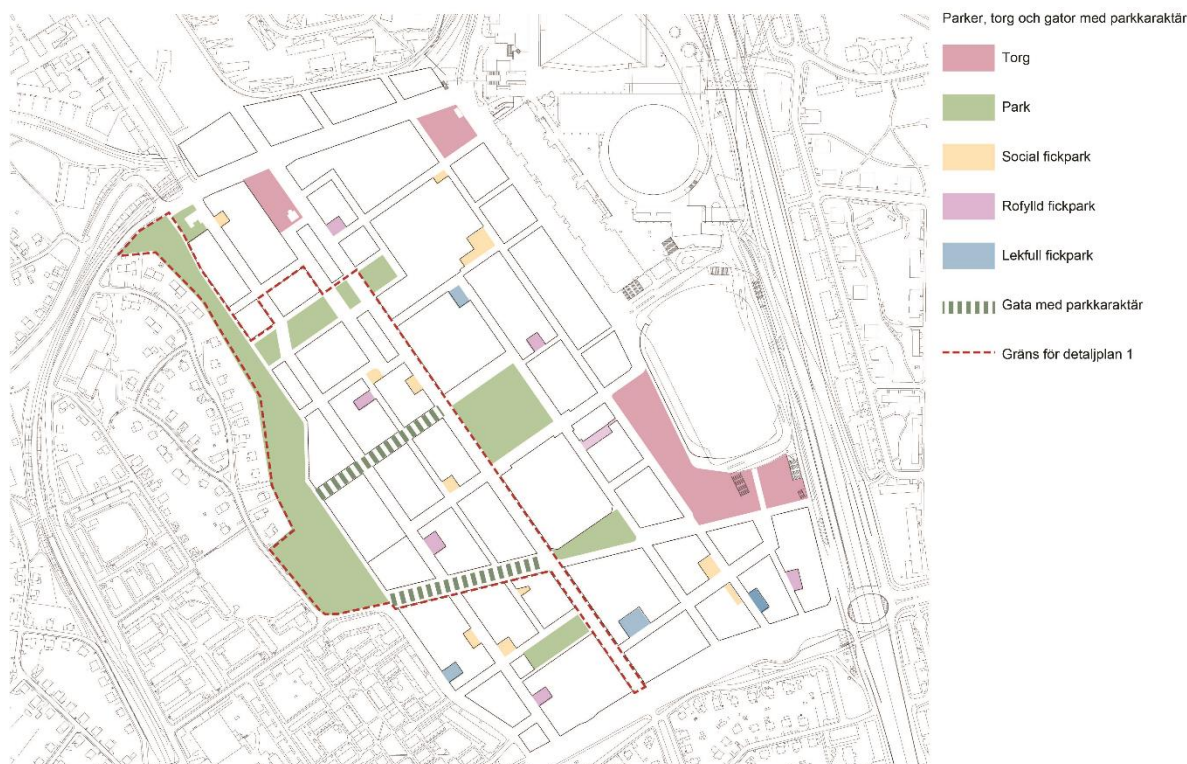 Parker, torg och gator med parkkaraktär
Torg
Park
Social fickpark
Rofylld fickpark
Lekfull fickpark
Gata med parkkaraktär
Gräns för detaljplan 1